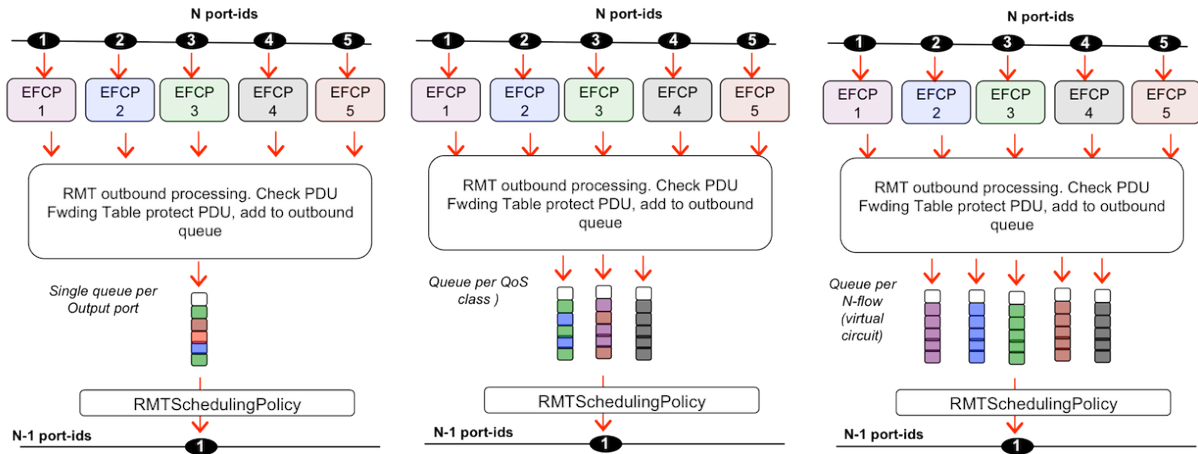 N port-ids
1 2 3 4 5
EFCP
1
EFCP
2
EFCP
3
EFCP
4
EFCP
5
RMT outbound processing. Check PDU
Fwding Table protect PDU, add to outbound
queue
Single queue per
Output port
RMTSchedulingPolicy
N-1 port-ids
1
N port-ids
1 2 3 4 5
EFCP
1
EFCP
2
EFCP
3
EFCP
4
EFCP
5
RMT outbound processing. Check PDU
Fwding Table protect PDU, add to outbound
queue
Queue per QoS
class )
RMTSchedulingPolicy
N-1 port-ids
1
N port-ids
1 2 3 4 5
EFCP
1
EFCP
2
EFCP
3
EFCP
4
EFCP
5
RMT outbound processing. Check PDU
Fwding Table protect PDU, add to outbound
queue
Queue per
N-flow
(virtual
circuit)
RMTSchedulingPolicy
N-1 port-ids
1